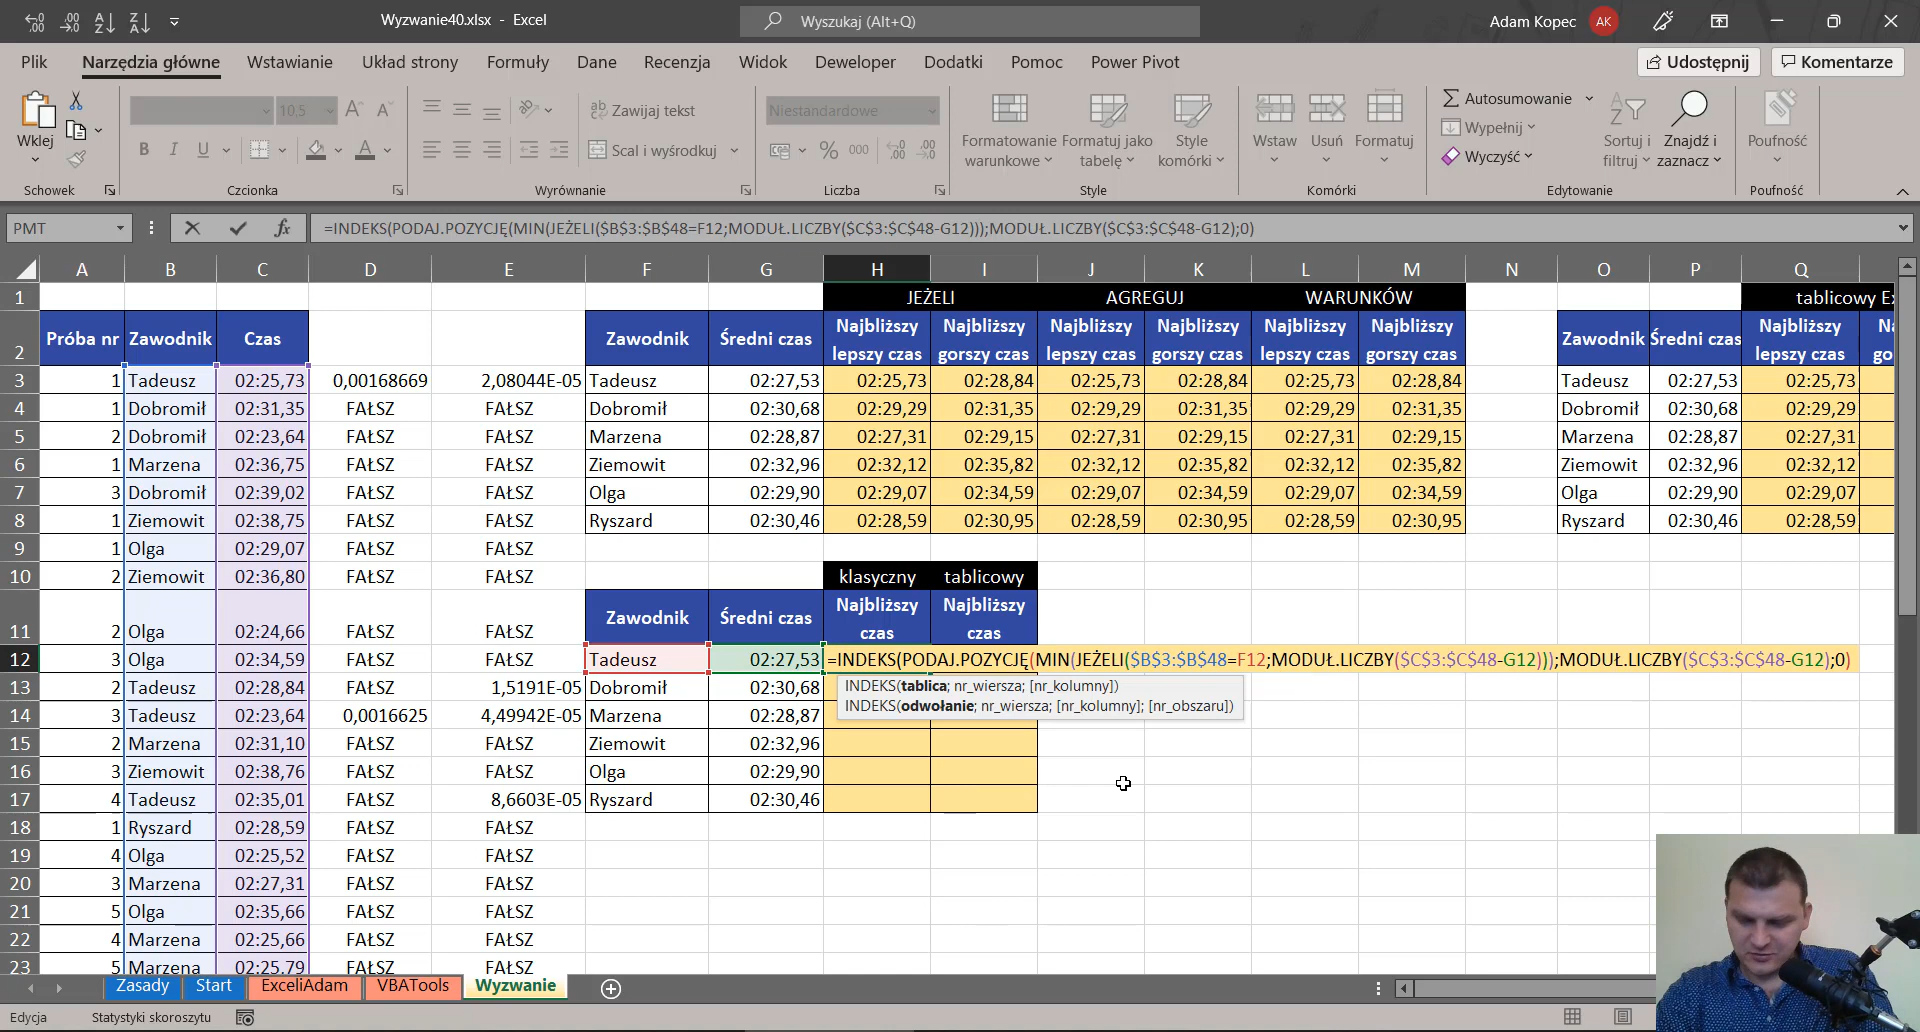 Wyzwanie40.xlsx - Excel
Wyszukaj (Alt+Q)
Adam Kopec
AK
Plik Narzędzia główne Wstawianie Układ strony Formuły Dane Recenzja Widok Deweloper Dodatki Pomoc Power Pivot
Udostępnij Komentarze
Wklej
Schowek
10,5
Czcionka
Zawijaj tekst
Scal i wyśrodkuj
Wyrównanie
Niestandardowe
Liczba
Formatowanie warunkowe
Formatuj jako tabelę
Style komórki
Style
Wstaw
Usuń
Formatuj
Komórki
Autosumowanie
Wypełnij
Wyczyść
Sortuj i filtruj
Znajdź i zaznacz
Edytowanie
Poufność
Poufność
PMT
=INDEKS(PODAJ.POZYCJĘ(MIN(JEŻELI($B$3:$B$48=F12;MODUŁ.LICZBY($C$3:$C$48-G12)));MODUŁ.LICZBY($C$3:$C$48-G12);0)
A B C D E F G H I J K L M N O P Q
1 JEŻELI AGREGUJ WARUNKÓW tablicowy Ex
2 Próba nr Zawodnik Czas Zawodnik Średni czas Najbliższy lepszy czas Najbliższy gorszy czas Najbliższy lepszy czas Najbliższy gorszy czas Najbliższy lepszy czas Najbliższy gorszy czas Zawodnik Średni czas Najbliższy lepszy czas Na go
3 1 Tadeusz 02:25,73 0,00168669 2,08044E-05 Tadeusz 02:27,53 02:25,73 02:28,84 02:25,73 02:28,84 02:25,73 02:28,84 Tadeusz 02:27,53 02:25,73
4 1 Dobromił 02:31,35 FAŁSZ FAŁSZ Dobromił 02:30,68 02:29,29 02:31,35 02:29,29 02:31,35 02:29,29 02:31,35 Dobromił 02:30,68 02:29,29
5 2 Dobromił 02:23,64 FAŁSZ FAŁSZ Marzena 02:28,87 02:27,31 02:29,15 02:27,31 02:29,15 02:27,31 02:29,15 Marzena 02:28,87 02:27,31
6 1 Marzena 02:36,75 FAŁSZ FAŁSZ Ziemowit 02:32,96 02:32,12 02:35,82 02:32,12 02:35,82 02:32,12 02:35,82 Ziemowit 02:32,96 02:32,12
7 3 Dobromił 02:39,02 FAŁSZ FAŁSZ Olga 02:29,90 02:29,07 02:34,59 02:29,07 02:34,59 02:29,07 02:34,59 Olga 02:29,90 02:29,07
8 1 Ziemowit 02:38,75 FAŁSZ FAŁSZ Ryszard 02:30,46 02:28,59 02:30,95 02:28,59 02:30,95 02:28,59 02:30,95 Ryszard 02:30,46 02:28,59
9 1 Olga 02:29,07 FAŁSZ FAŁSZ
10 2 Ziemowit 02:36,80 FAŁSZ FAŁSZ klasyczny tablicowy
11 2 Olga 02:24,66 FAŁSZ FAŁSZ Zawodnik Średni czas Najbliższy czas Najbliższy czas
12 3 Olga 02:34,59 FAŁSZ FAŁSZ Tadeusz 02:27,53 =INDEKS(PODAJ.POZYCJĘ(MIN(JEŻELI($B$3:$B$48=F12;MODUŁ.LICZBY($C$3:$C$48-G12)));MODUŁ.LICZBY($C$3:$C$48-G12);0)
INDEKS(tablica; nr_wiersza; [nr_kolumny])
INDEKS(odwołanie; nr_wiersza; [nr_kolumny]; [nr_obszaru])
13 2 Tadeusz 02:28,84 FAŁSZ 1,5191E-05 Dobromił 02:30,68
14 3 Tadeusz 02:23,64 0,0016625 4,49942E-05 Marzena 02:28,87
15 2 Marzena 02:31,10 FAŁSZ FAŁSZ Ziemowit 02:32,96
16 3 Ziemowit 02:38,76 FAŁSZ FAŁSZ Olga 02:29,90
17 4 Tadeusz 02:35,01 FAŁSZ 8,6603E-05 Ryszard 02:30,46
18 1 Ryszard 02:28,59 FAŁSZ FAŁSZ
19 4 Olga 02:25,52 FAŁSZ FAŁSZ
20 3 Marzena 02:27,31 FAŁSZ FAŁSZ
21 5 Olga 02:35,66 FAŁSZ FAŁSZ
22 4 Marzena 02:25,66 FAŁSZ FAŁSZ
23 5 Marzena 02:25,79 FAŁSZ FAŁSZ
Zasady Start ExceliAdam VBATools Wyzwanie
Edycja Statystyki skoroszytu